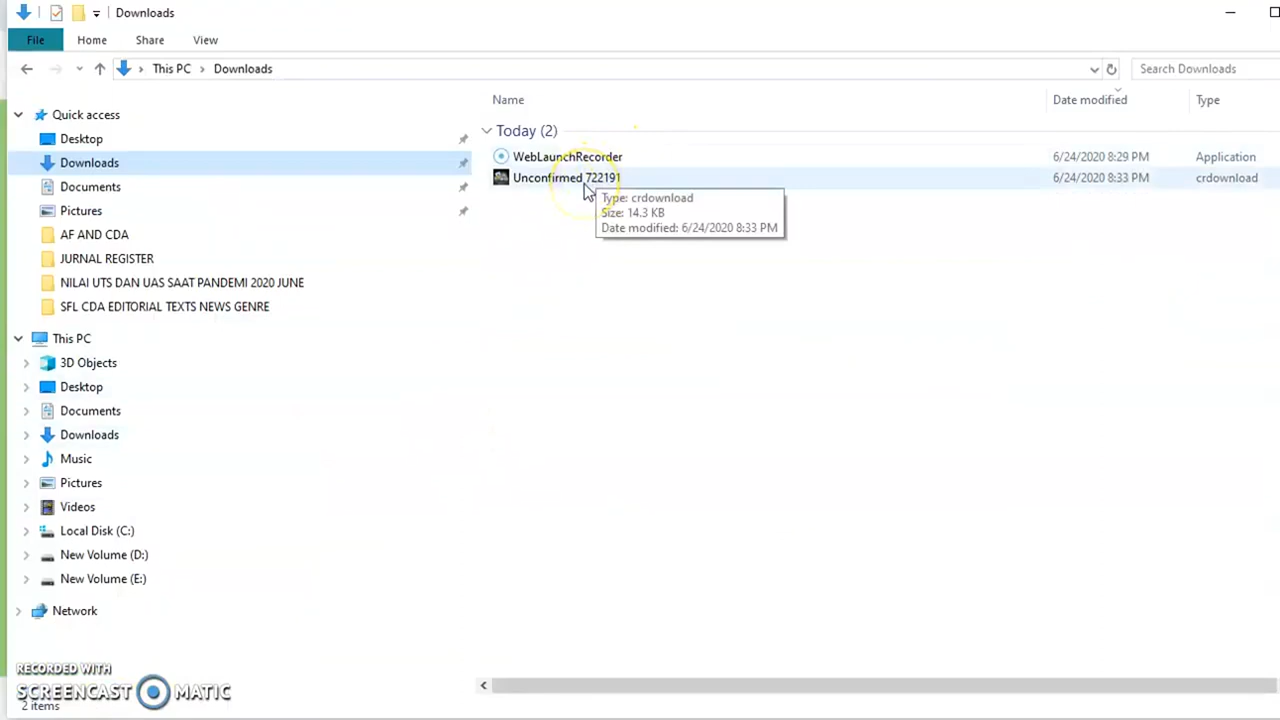 Downloads
File Home Share View
This PC > Downloads Search Downloads
Name Date modified Type
Today (2)
WebLaunchRecorder 6/24/2020 8:29 PM Application
Unconfirmed 722191 6/24/2020 8:33 PM crdownload
Type: crdownload
Size: 14.3 KB
Date modified: 6/24/2020 8:33 PM
Quick access
Desktop
Downloads
Documents
Pictures
AF AND CDA
JURNAL REGISTER
NILAI UTS DAN UAS SAAT PANDEMI 2020 JUNE
SFL CDA EDITORIAL TEXTS NEWS GENRE
This PC
3D Objects
Desktop
Documents
Downloads
Music
Pictures
Videos
Local Disk (C:)
New Volume (D:)
New Volume (E:)
Network
RECORDED WITH
SCREENCAST MATIC
2 items